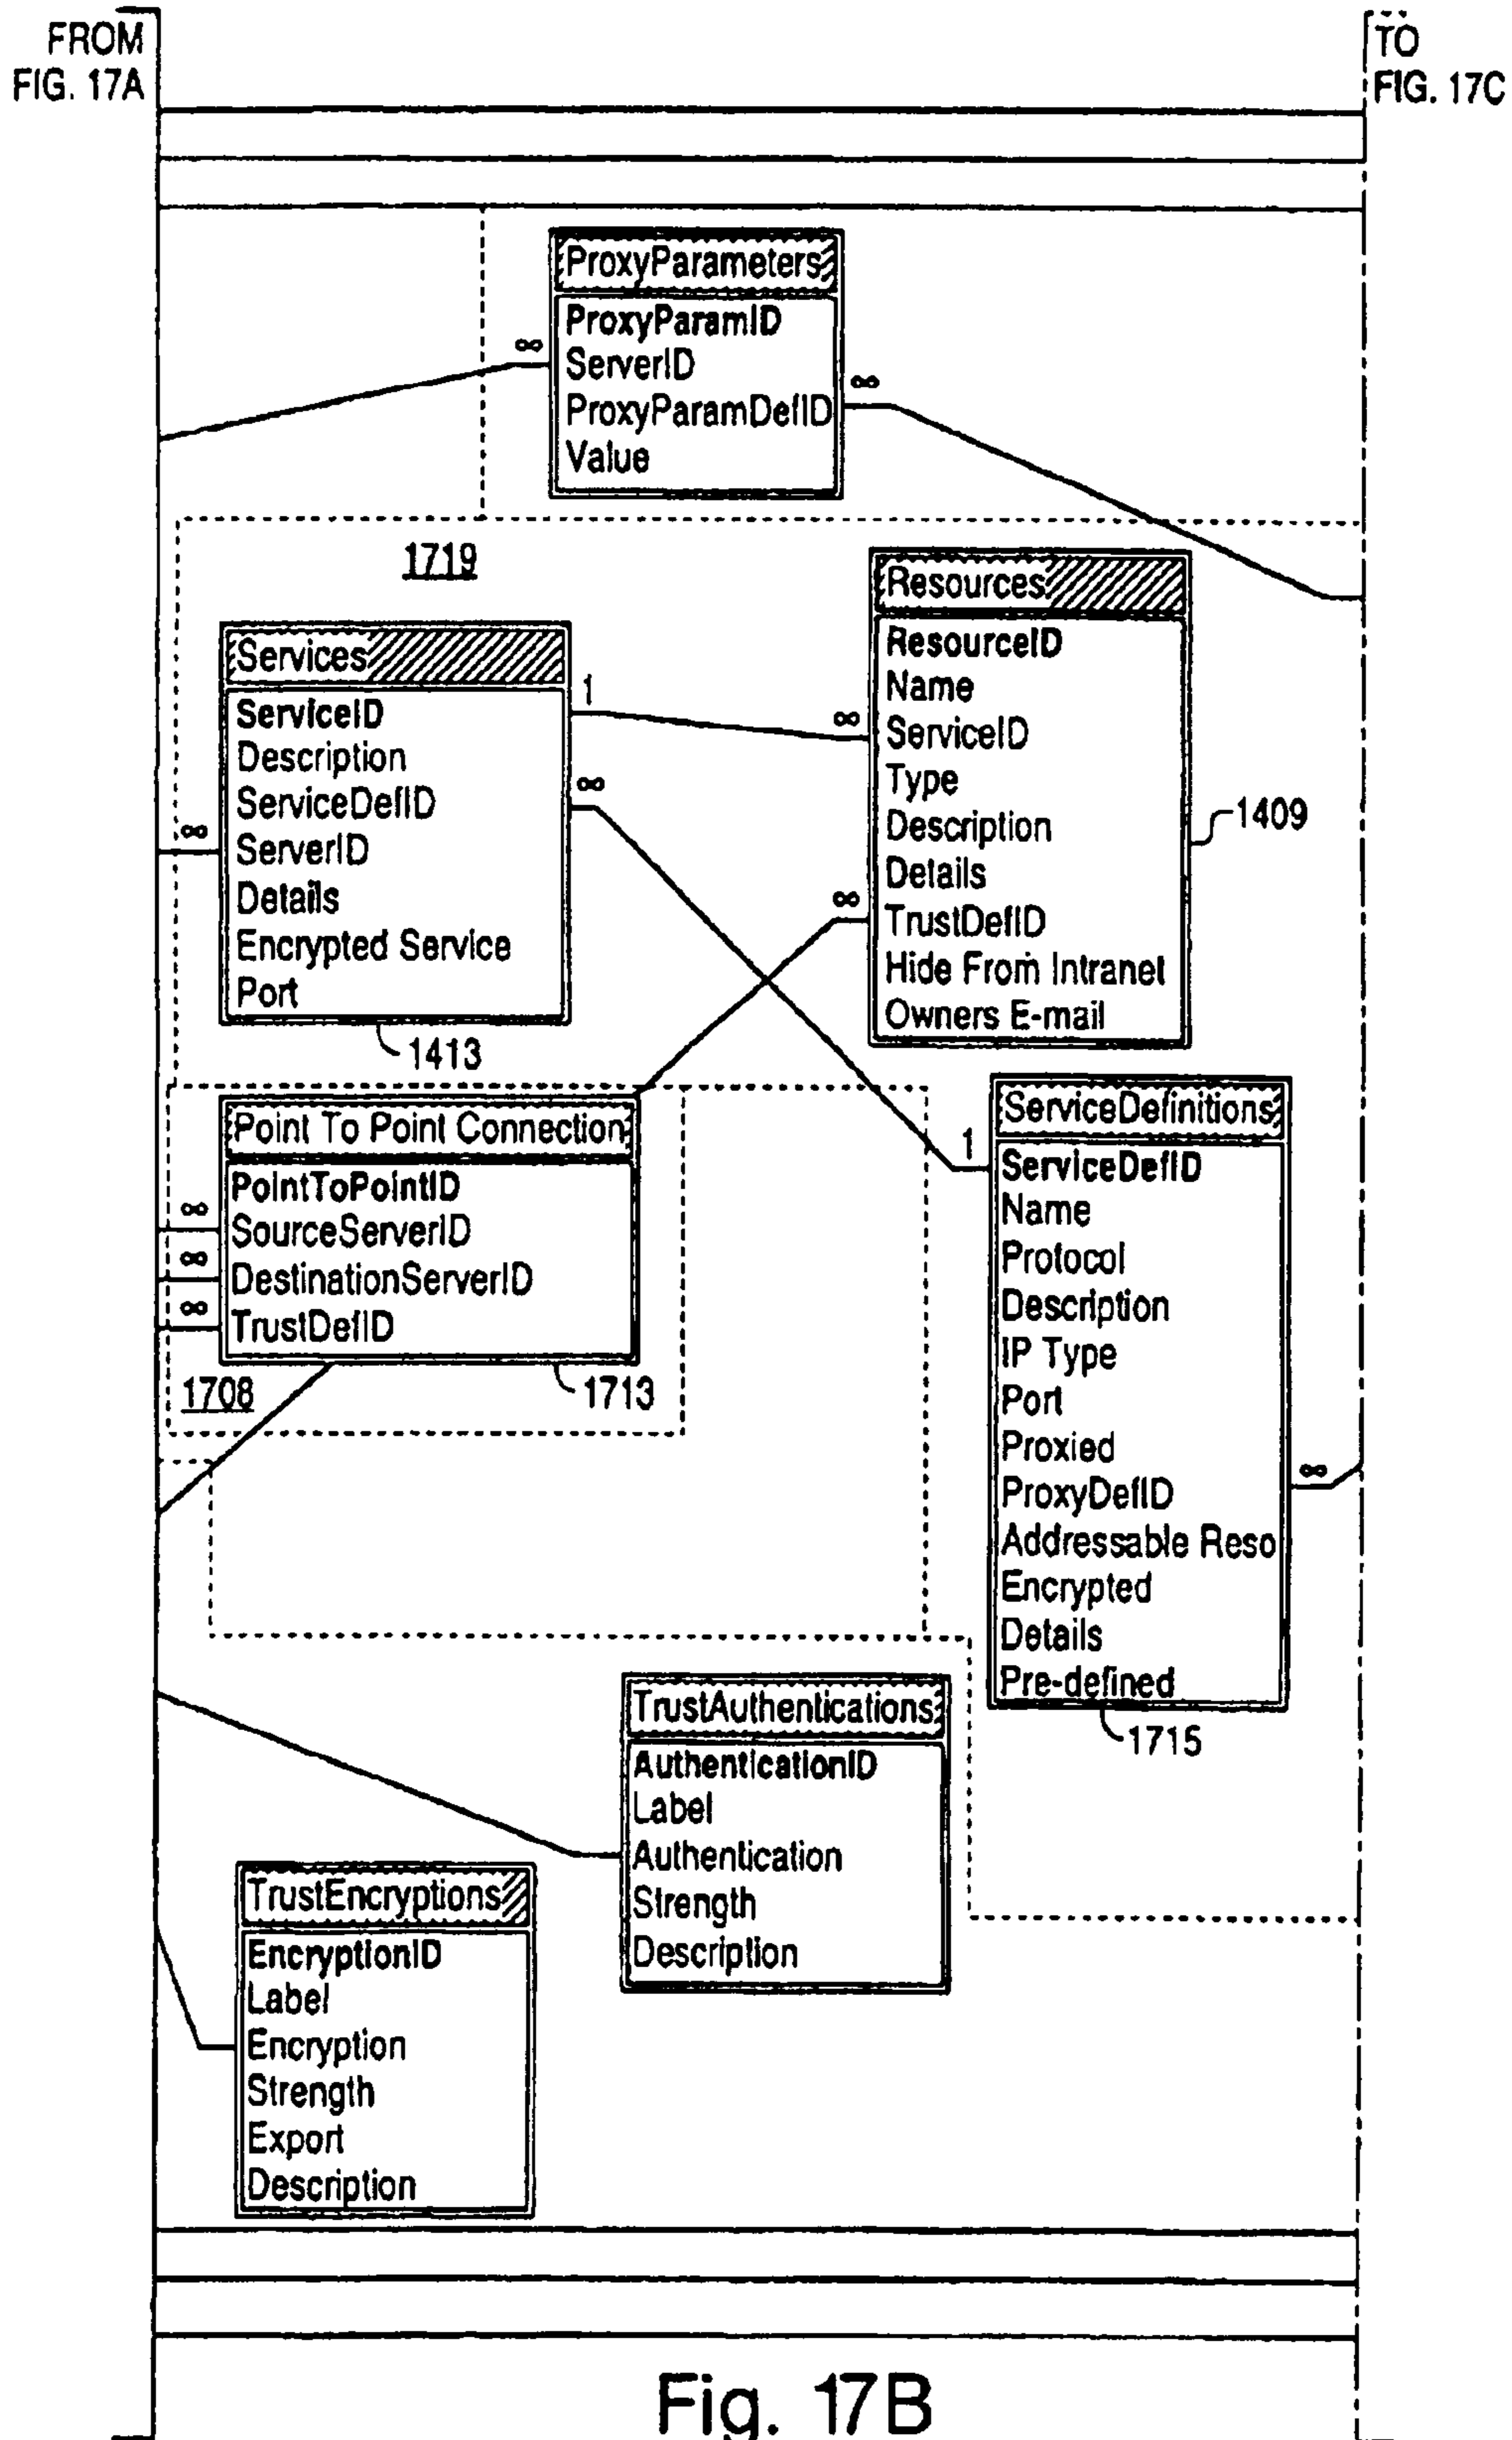 FROM
FIG. 17A
TO
FIG. 17C
ProxyParameters
ProxyParamID
∞
ServerID
∞
ProxyParamDefID
Value
1719
Resources
ResourceID
Name
∞
ServiceID
Type
Description
Details
∞
TrustDefID
Hide From Intranet
Owners E-mail
1409
Services
ServiceID
1
Description
∞
ServiceDefID
∞
ServerID
Details
Encrypted Service
Port
1413
Point To Point Connection
PointToPointID
∞
SourceServerID
∞
DestinationServerID
∞
TrustDefID
1708
1713
ServiceDefinitions
1
ServiceDefID
Name
Protocol
Description
IP Type
Port
Proxied
∞
ProxyDefID
Addressable Reso
Encrypted
Details
Pre-defined
1715
TrustAuthentications
AuthenticationID
Label
Authentication
Strength
Description
TrustEncryptions
EncryptionID
Label
Encryption
Strength
Export
Description
Fig. 17B